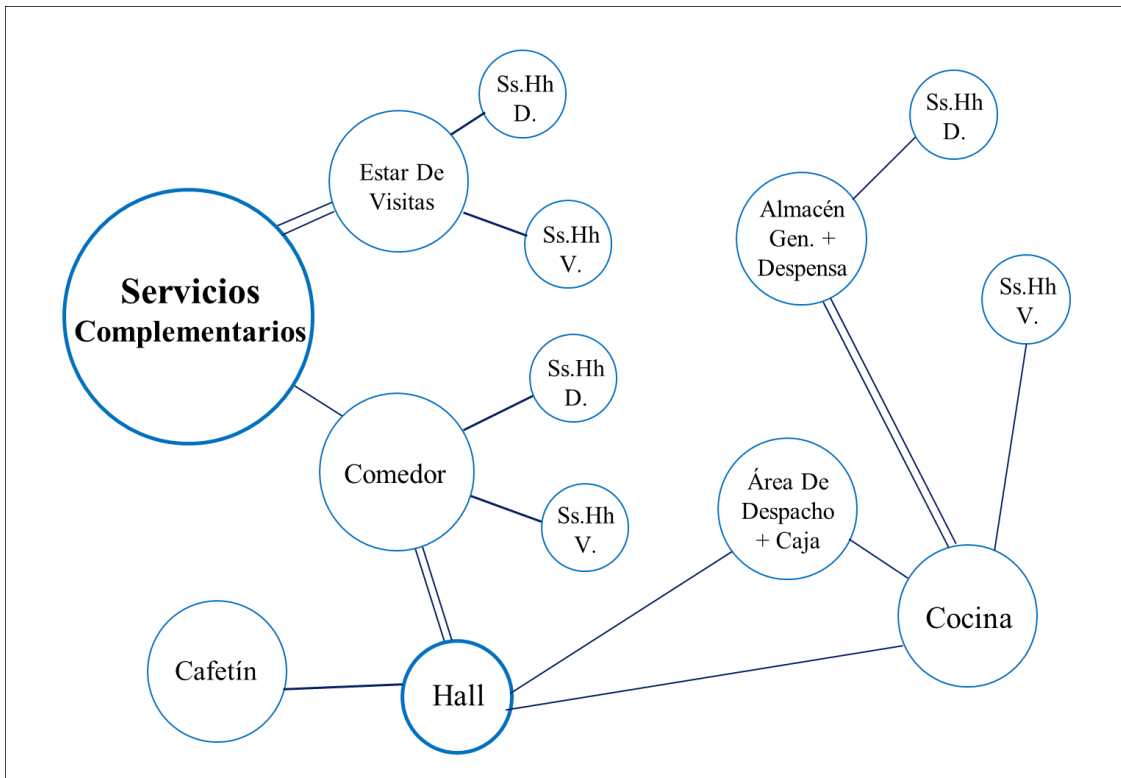 Ss.Hh
D.
Estar De
Visitas
Ss.Hh
V.
Servicios
Complementarios
Ss.Hh
D.
Comedor
Ss.Hh
V.
Cafetín
Hall
Ss.Hh
D.
Almacén
Gen. +
Despensa
Ss.Hh
V.
Área De
Despacho
+ Caja
Cocina